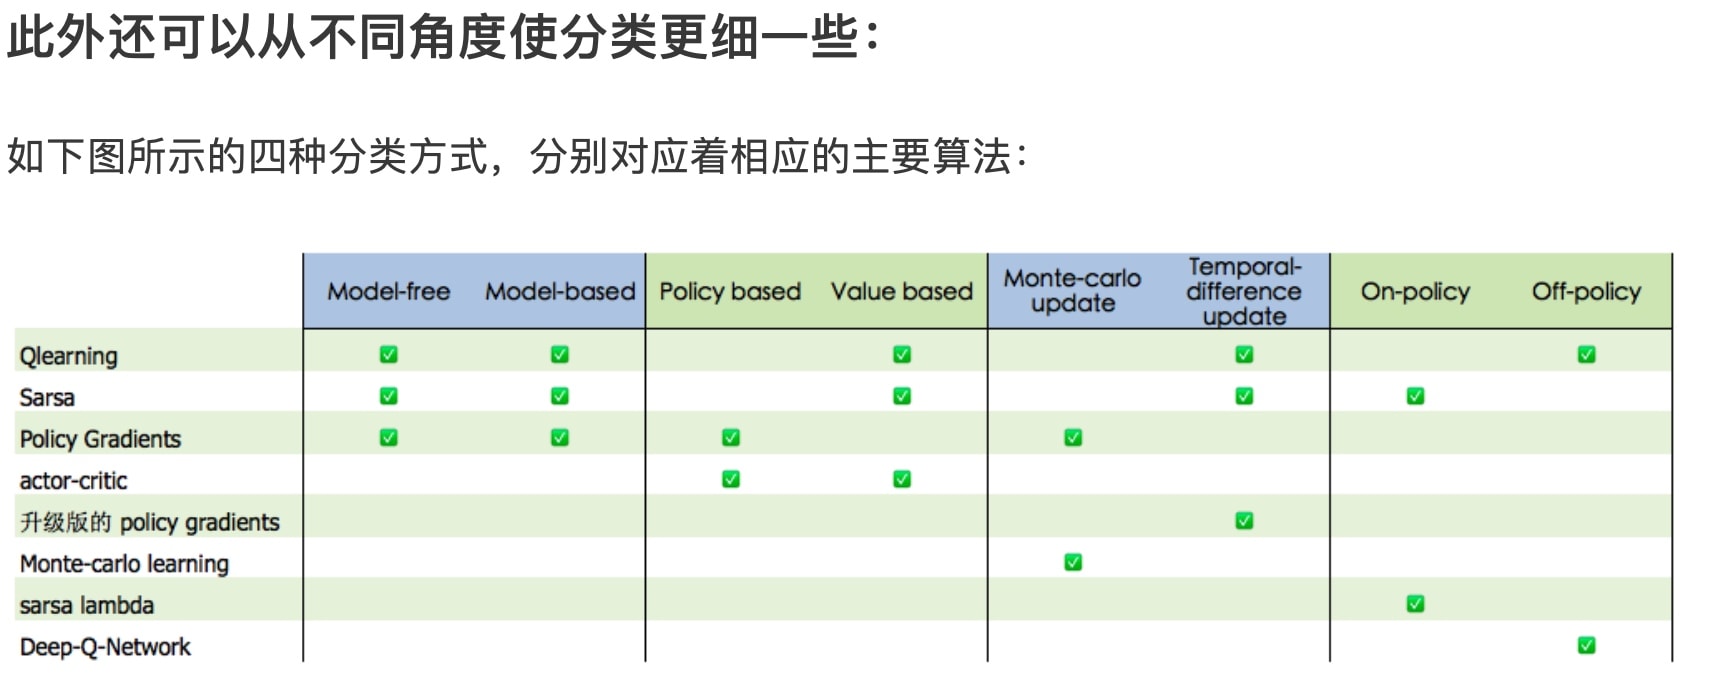 此外还可以从不同角度使分类更细一些：
如下图所示的四种分类方式，分别对应着相应的主要算法：
Model-free Model-based Policy based Value based Monte-carlo update Temporal-difference update On-policy Off-policy
Qlearning ✅ ✅ ✅ ✅ ✅
Sarsa ✅ ✅ ✅ ✅ ✅
Policy Gradients ✅ ✅ ✅ ✅
actor-critic ✅ ✅
升级版的 policy gradients ✅
Monte-carlo learning ✅
sarsa lambda ✅
Deep-Q-Network ✅